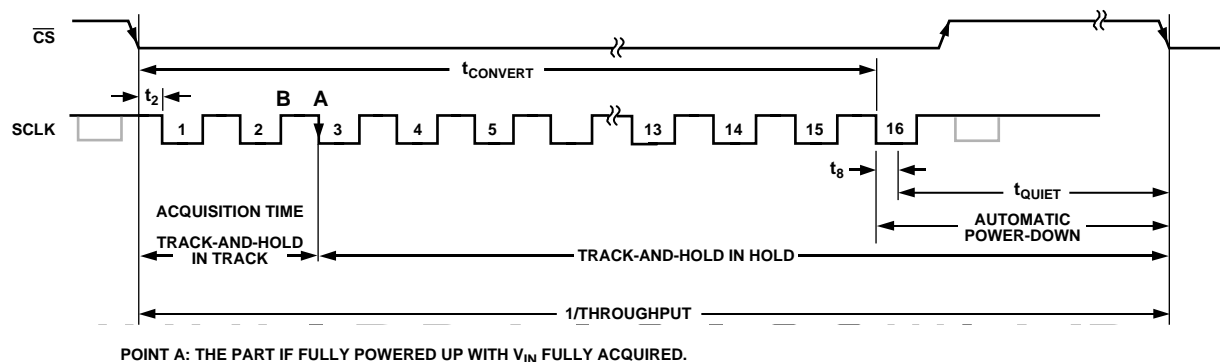 CS
tCONVERT
t2
B A
SCLK
1 2 3 4 5 13 14 15 16
t8
tQUIET
ACQUISITION TIME
AUTOMATIC
POWER-DOWN
TRACK-AND-HOLD
IN TRACK
TRACK-AND-HOLD IN HOLD
1/THROUGHPUT
POINT A: THE PART IF FULLY POWERED UP WITH VIN FULLY ACQUIRED.